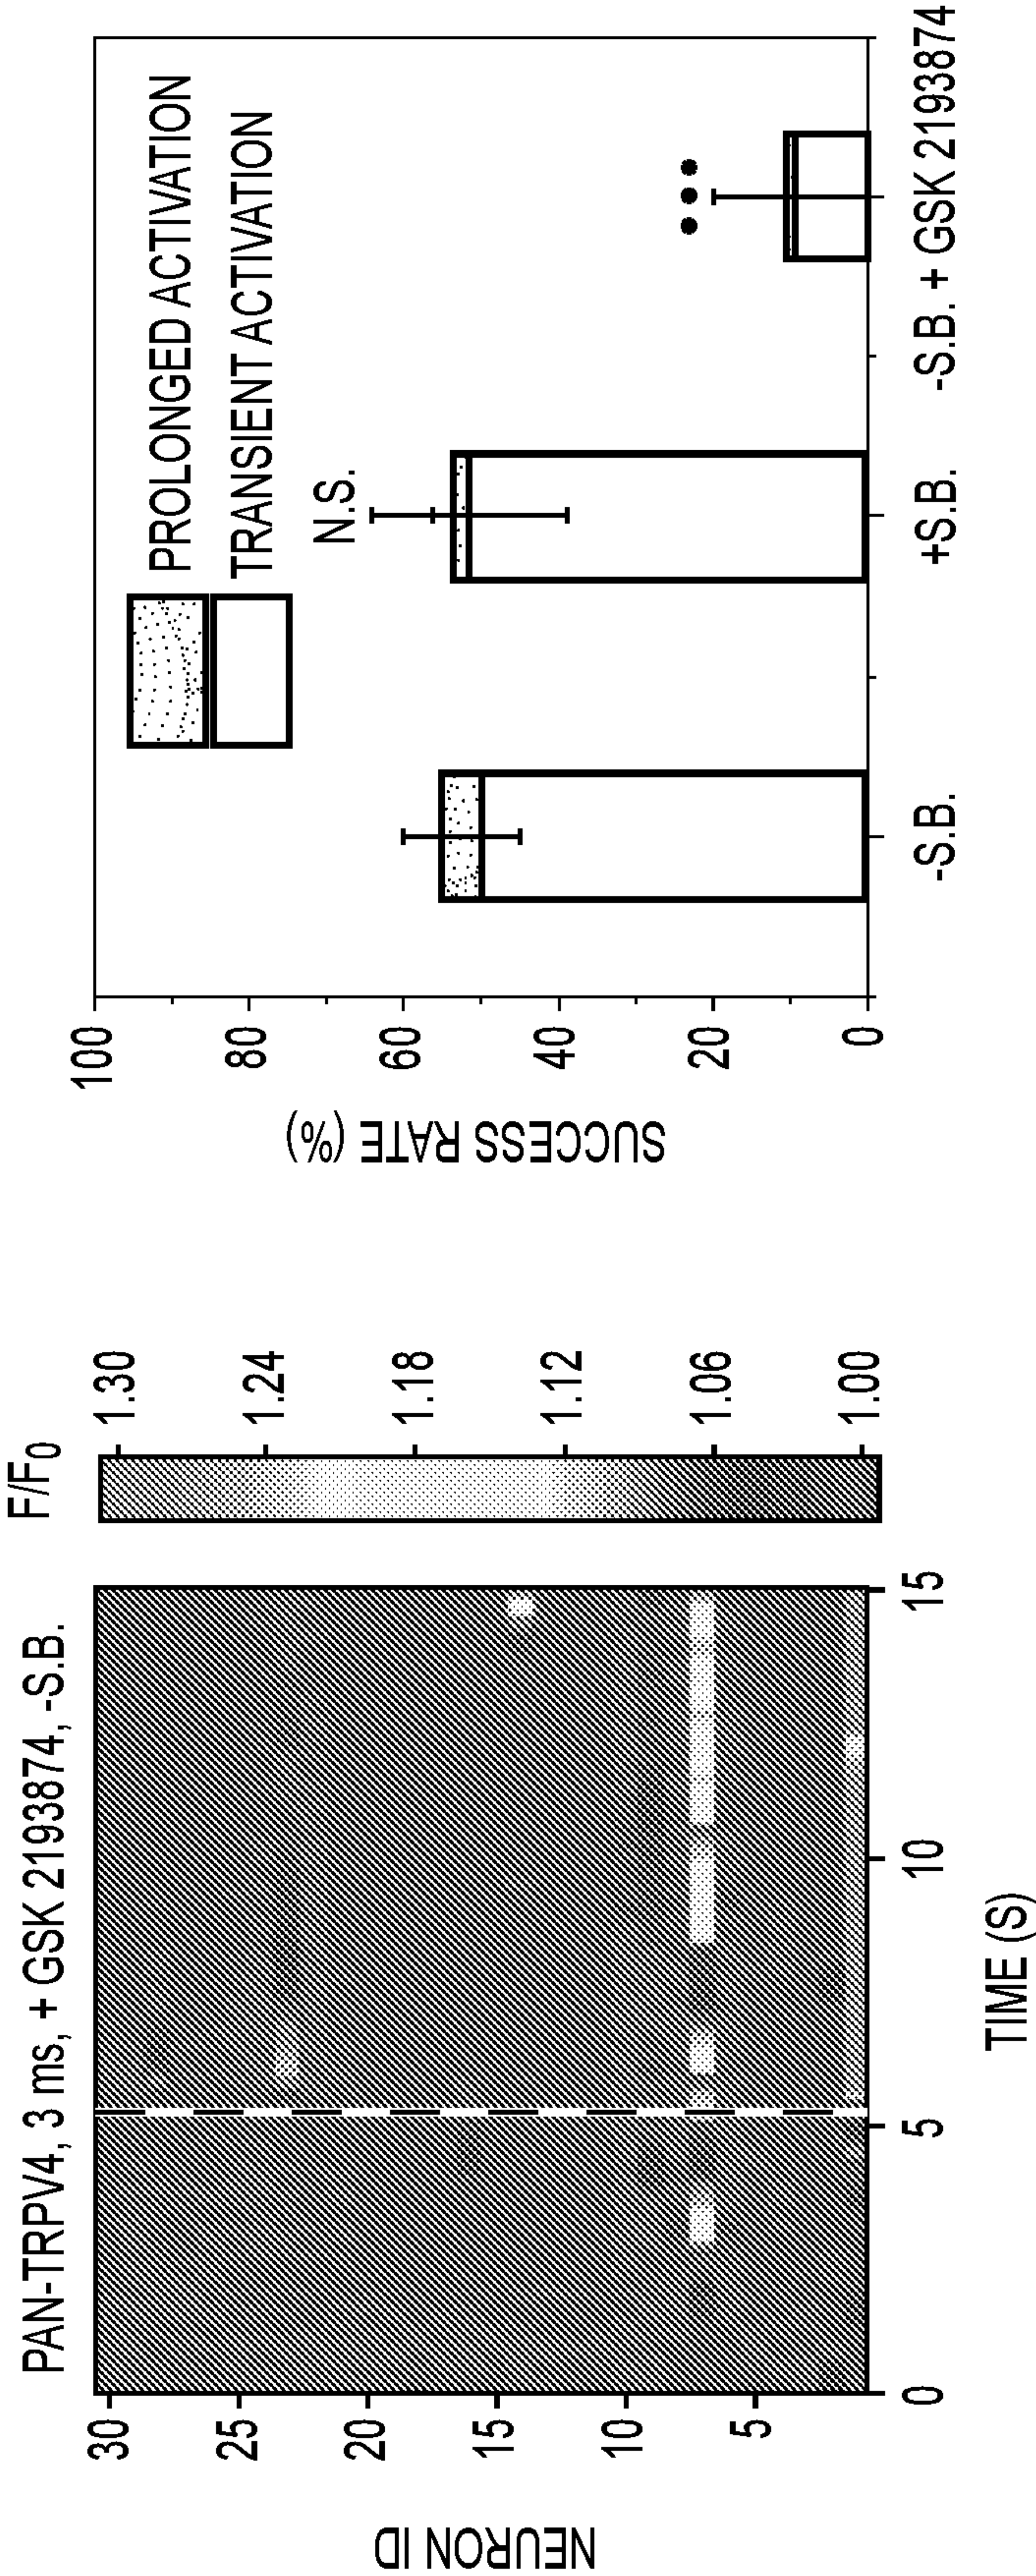 PAN-TRPV4, 3 ms, + GSK 2193874, -S.B.
F/F0
30
25
20
15
10
5
NEURON ID
0
5
10
15
TIME (S)
1.30
1.24
1.18
1.12
1.06
1.00
100
80
60
40
20
0
SUCCESS RATE (%)
PROLONGED ACTIVATION
TRANSIENT ACTIVATION
N.S.
-S.B.
+S.B.
-S.B. + GSK 2193874